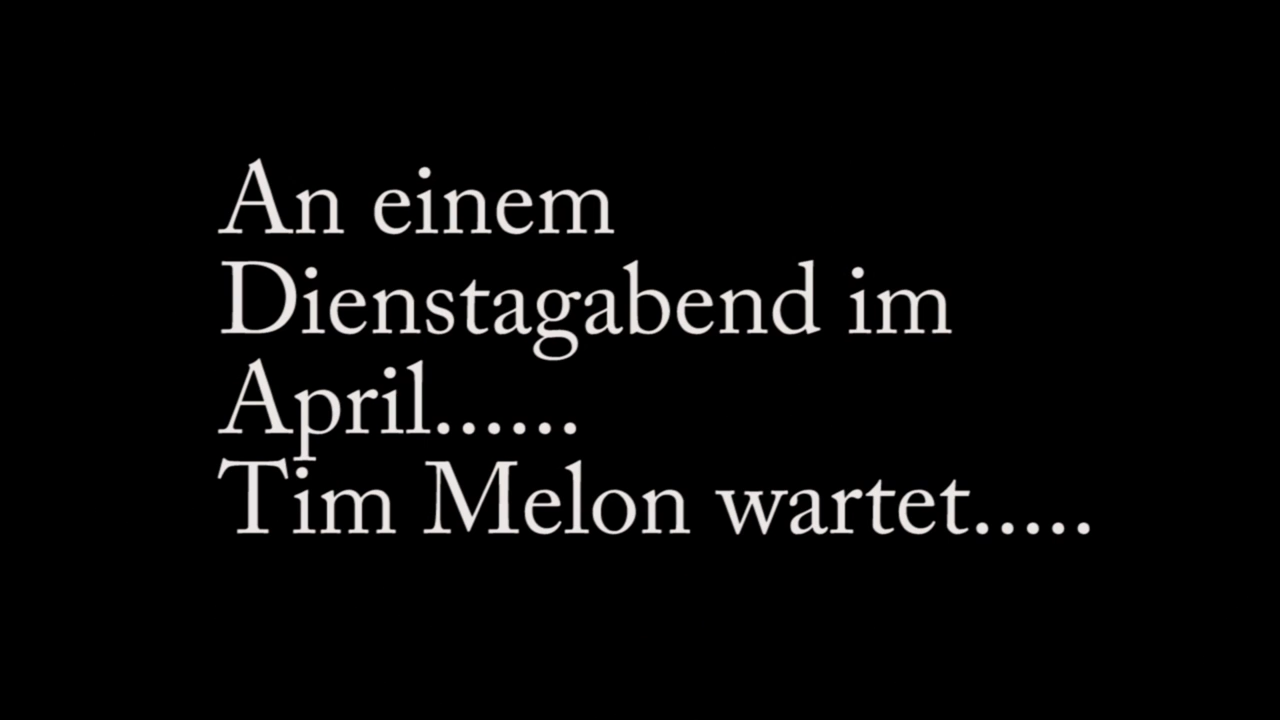 An einem
Dienstagabend im
April......
Tim Melon wartet.....